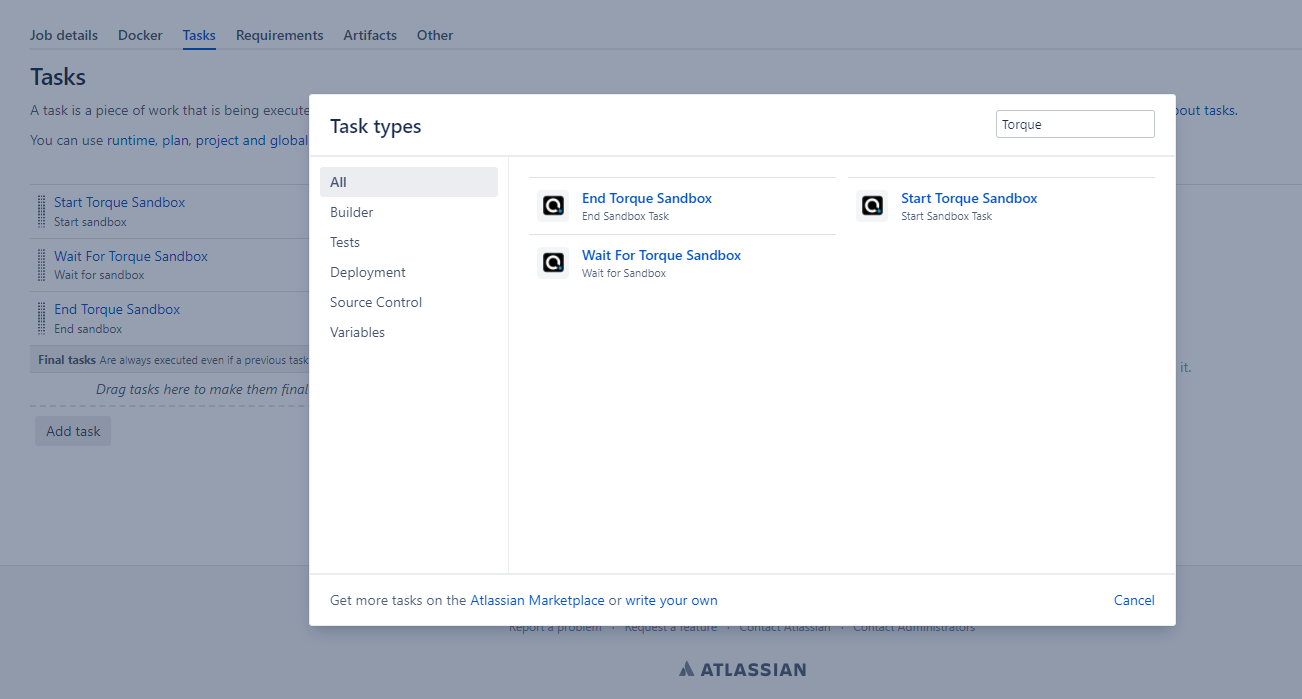 Job details Docker Tasks Requirements Artifacts Other
Tasks
A task is a piece of work that is being execute
bout tasks.
You can use runtime, plan, project and global
Start Torque Sandbox
Start sandbox
Wait For Torque Sandbox
Wait for sandbox
End Torque Sandbox
End sandbox
Final tasks Are always executed even if a previous task
Drag tasks here to make them final
Add task
it.
Task types
Torque
All
Builder
Tests
Deployment
Source Control
Variables
End Torque Sandbox
End Sandbox Task
Start Torque Sandbox
Start Sandbox Task
Wait For Torque Sandbox
Wait for Sandbox
Get more tasks on the Atlassian Marketplace or write your own
Cancel
Report a problem · Request a feature · Contact Atlassian · Contact Administrators
ATLASSIAN